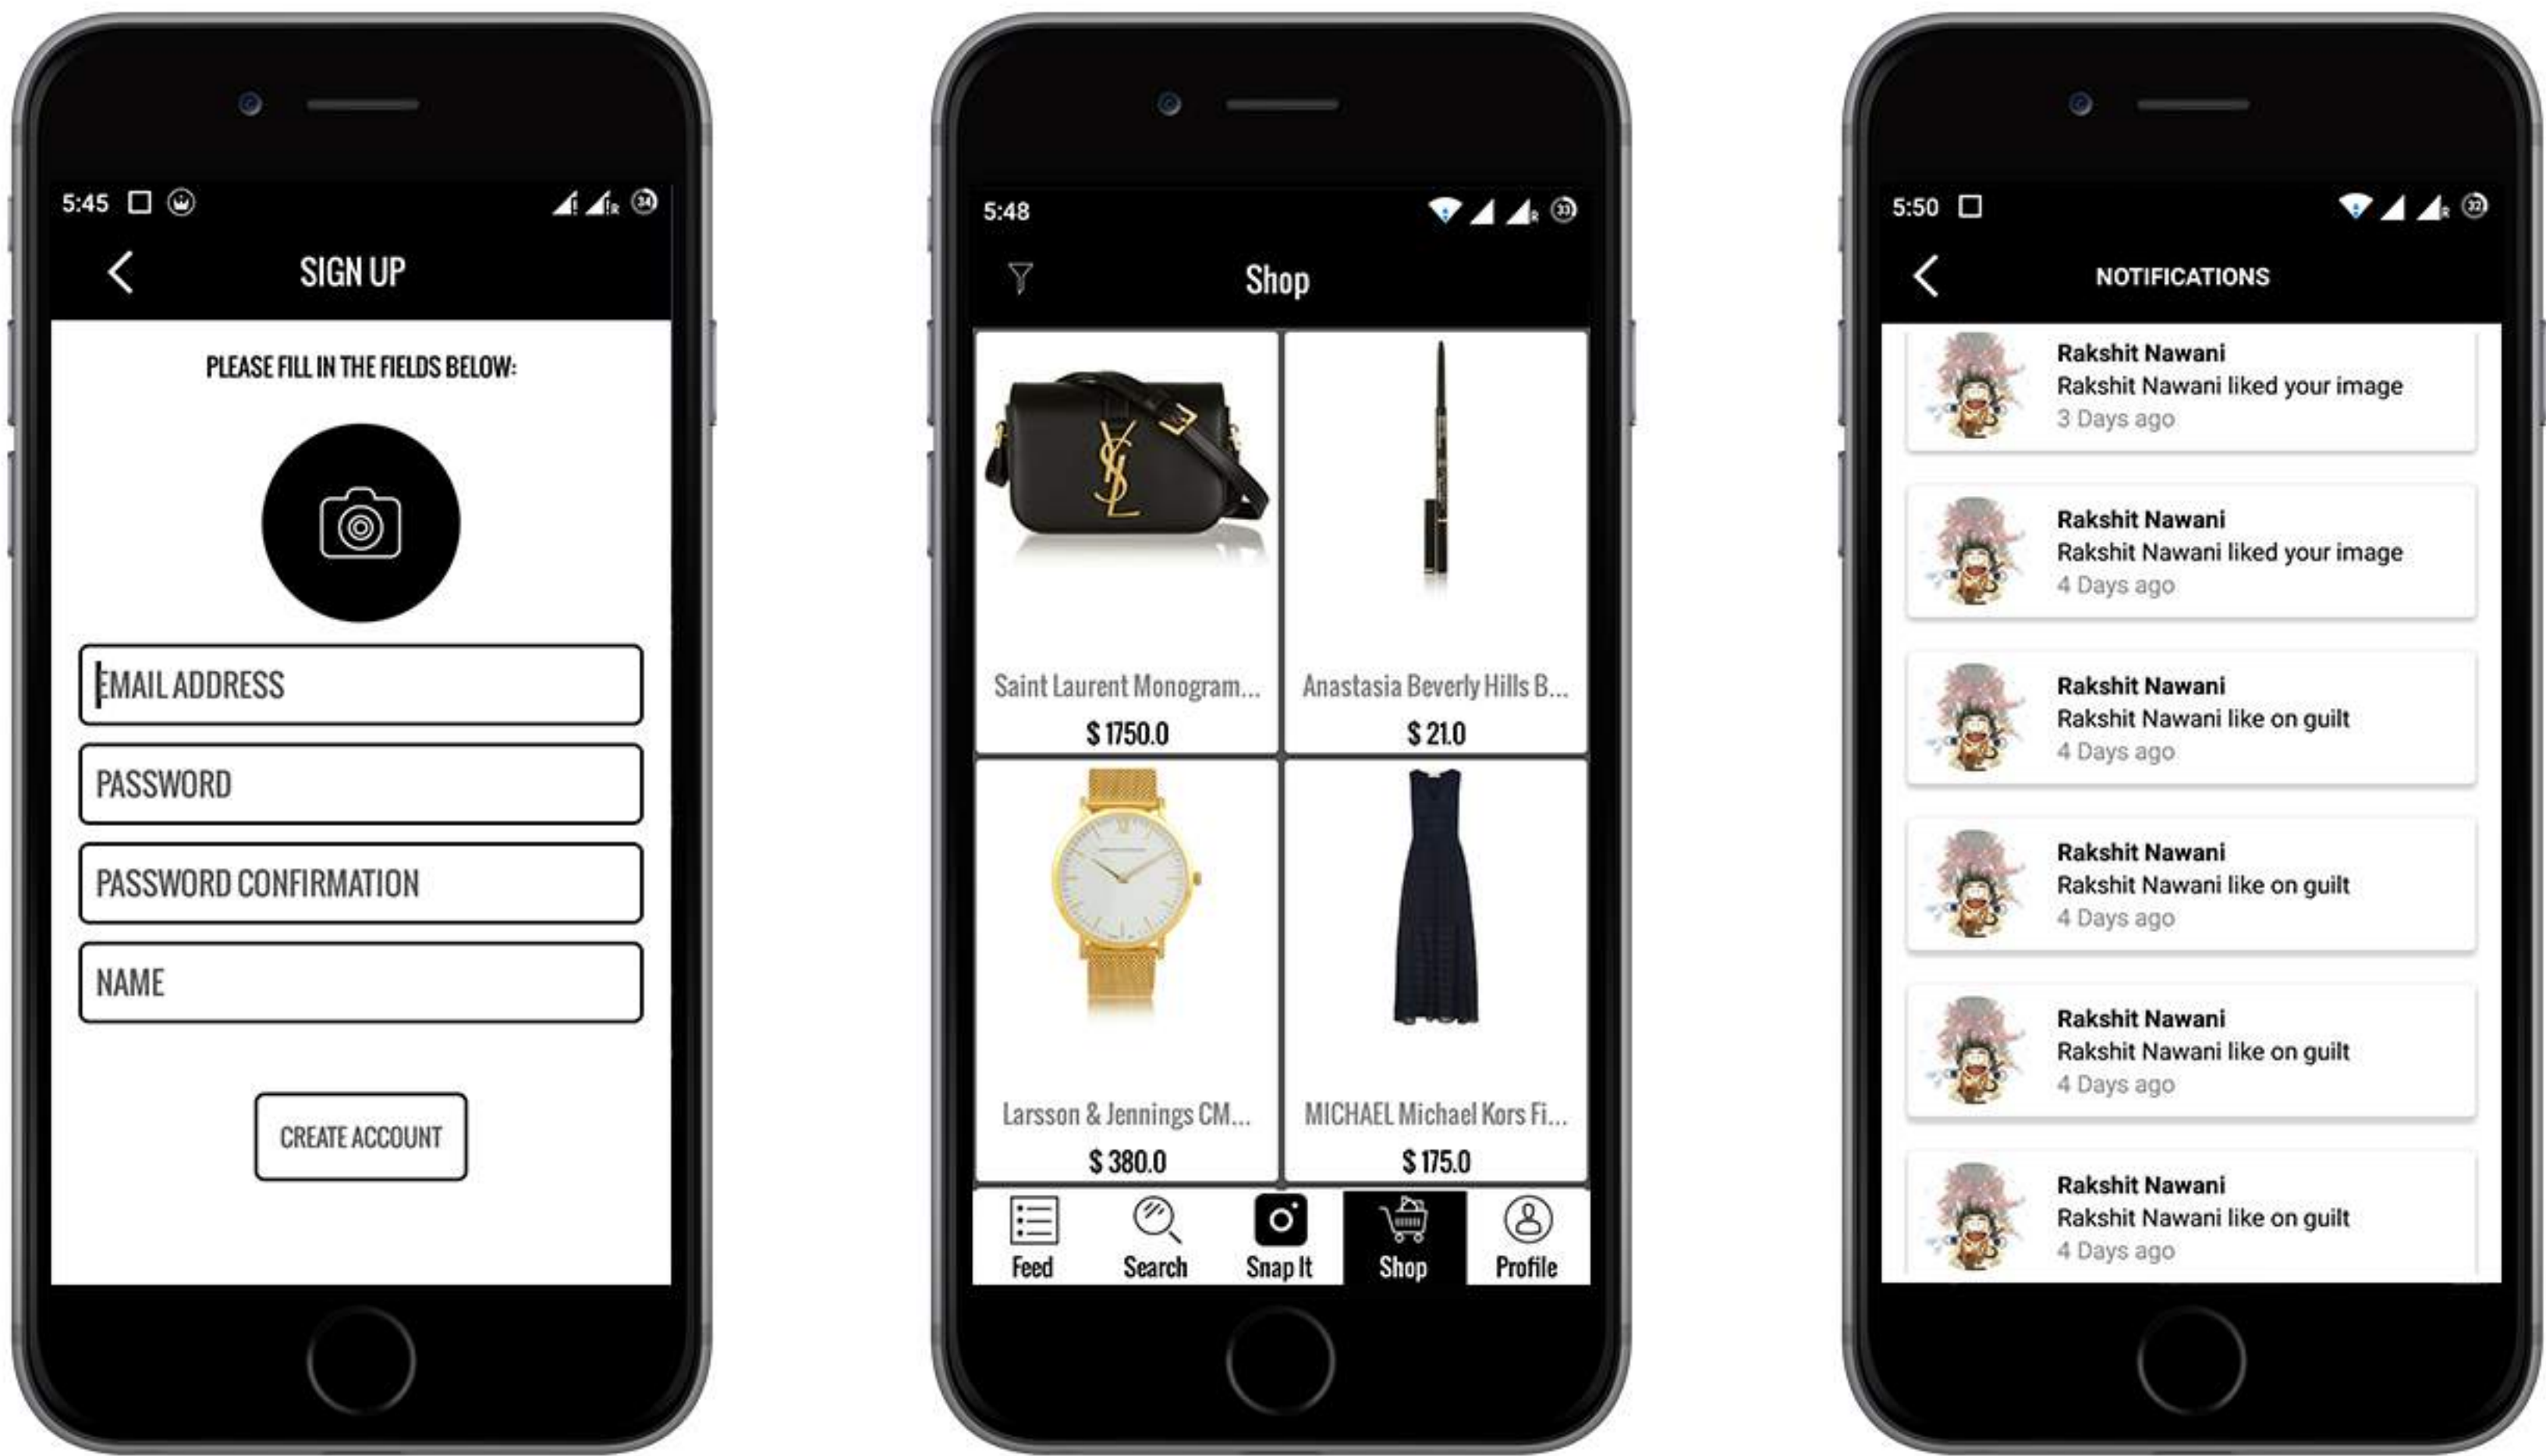 5:45
34
SIGN UP
PLEASE FILL IN THE FIELDS BELOW:
EMAIL ADDRESS
PASSWORD
PASSWORD CONFIRMATION
NAME
CREATE ACCOUNT
5:48
R 33
Shop
YSL
Saint Laurent Monogram...
$ 1750.0
Anastasia Beverly Hills B...
$ 21.0
Larsson & Jennings CM...
$ 380.0
MICHAEL Michael Kors Fi...
$ 175.0
Feed
Search
Snap It
Shop
Profile
5:50
R 32
NOTIFICATIONS
Rakshit Nawani
Rakshit Nawani liked your image
3 Days ago
Rakshit Nawani
Rakshit Nawani liked your image
4 Days ago
Rakshit Nawani
Rakshit Nawani like on guilt
4 Days ago
Rakshit Nawani
Rakshit Nawani like on guilt
4 Days ago
Rakshit Nawani
Rakshit Nawani like on guilt
4 Days ago
Rakshit Nawani
Rakshit Nawani like on guilt
4 Days ago